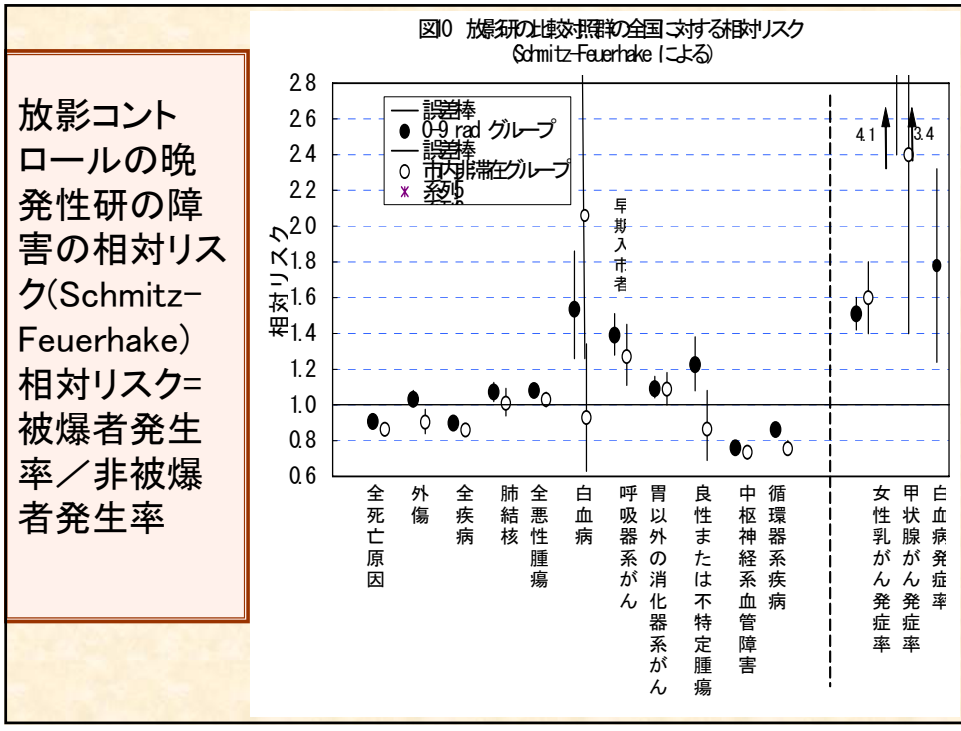 図10 放影研の比較対照群の全国に対する相対リスク
(Schmitz-Feuerhake による)
放影コント
ロールの晩
発性研の障
害の相対リス
ク(Schmitz-
Feuerhake)
相対リスク=
被爆者発生
率／非被爆
者発生率
相対リスク
2.8
2.6
2.4
2.2
2.0
1.8
1.6
1.4
1.2
1.0
0.8
0.6
誤差棒
0-9 rad グループ
誤差棒
市内非滞在グループ
系列5
早期入市者
4.1
3.4
全死亡原因
外傷
全疾病
肺結核
全悪性腫瘍
白血病
呼吸器系がん
胃以外の消化器系がん
良性または不特定腫瘍
中枢神経系血管障害
循環器系疾病
女性乳がん発症率
甲状腺がん発症率
白血病発症率